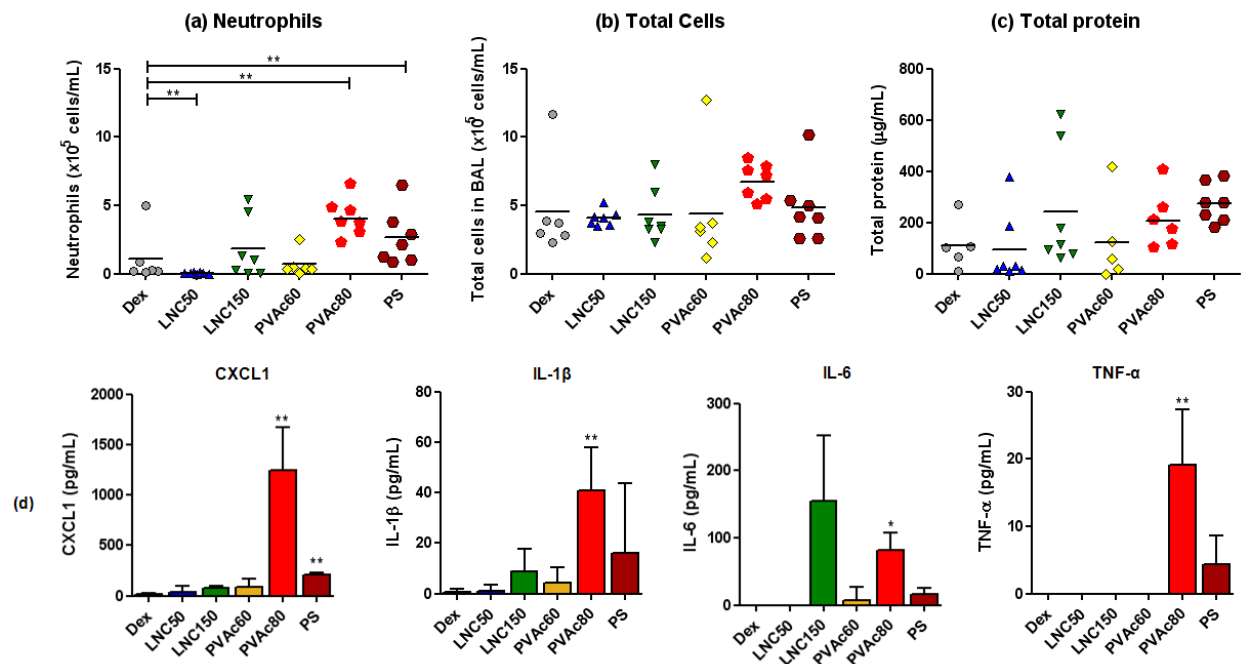 (a) Neutrophils
Neutrophils (x10⁵ cells/mL)
15
10
5
0
**
**
**
Dex
LNC50
LNC150
PVAc60
PVAc80
PS
(b) Total Cells
Total cells in BAL (x10⁵ cells/mL)
15
10
5
0
Dex
LNC50
LNC150
PVAc60
PVAc80
PS
(c) Total protein
Total protein (µg/mL)
800
600
400
200
0
Dex
LNC50
LNC150
PVAc60
PVAc80
PS
(d)
CXCL1
CXCL1 (pg/mL)
2000
1500
1000
500
0
**
**
Dex
LNC50
LNC150
PVAc60
PVAc80
PS
IL-1β
IL-1β (pg/mL)
80
60
40
20
0
**
Dex
LNC50
LNC150
PVAc60
PVAc80
PS
IL-6
IL-6 (pg/mL)
300
200
100
0
*
Dex
LNC50
LNC150
PVAc60
PVAc80
PS
TNF-α
TNF-α (pg/mL)
30
20
10
0
**
Dex
LNC50
LNC150
PVAc60
PVAc80
PS